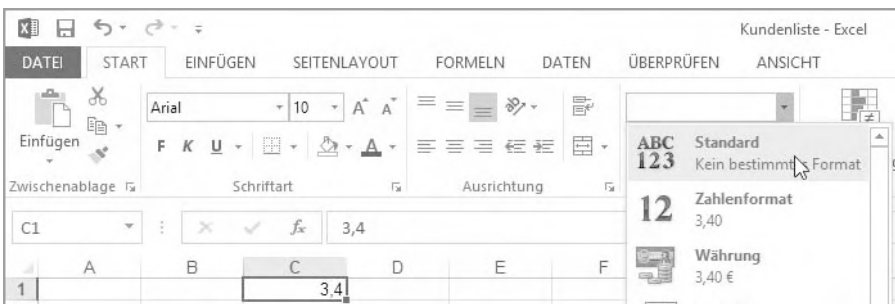 Kundenliste - Excel
DATEI START EINFÜGEN SEITENLAYOUT FORMELN DATEN ÜBERPRÜFEN ANSICHT
Arial 10 A A
Einfügen
F K U A
Zwischenablage Schriftart Ausrichtung
ABC 123 Standard
Kein bestimmtes Format
12 Zahlenformat
3,40
Währung
3,40 €
C1 fx 3,4
A B C D E F
1 3,4